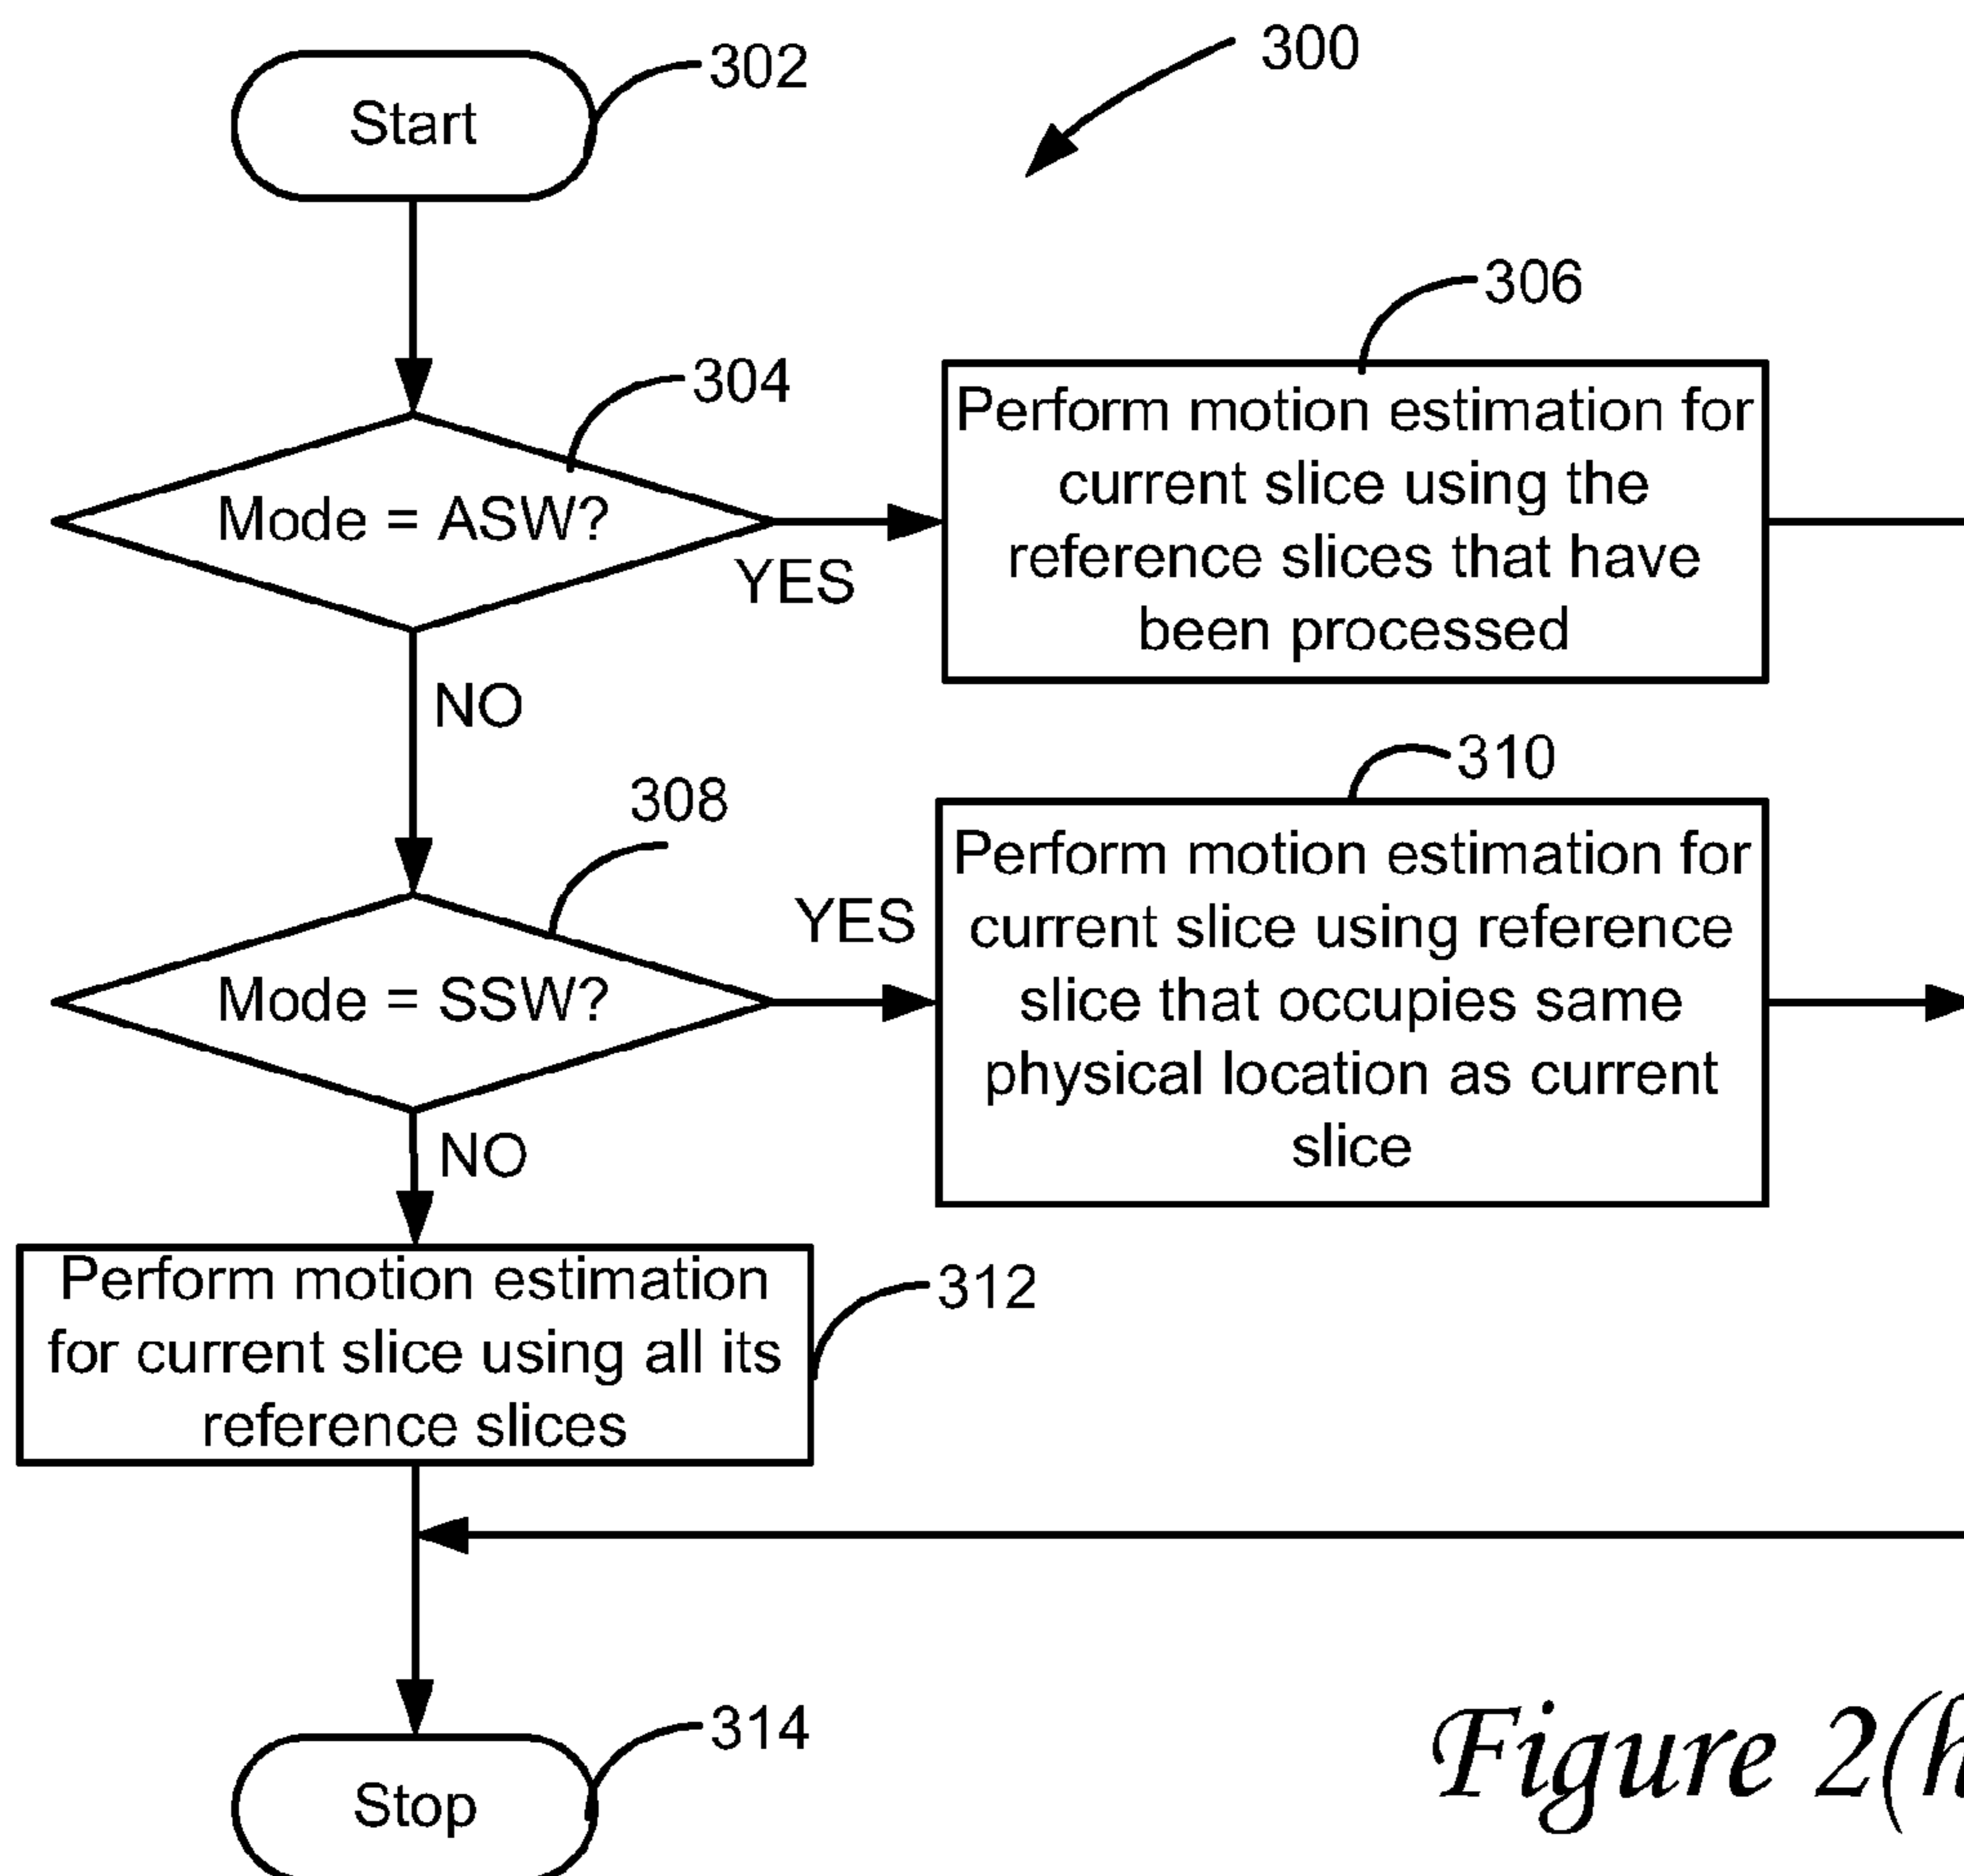 300
302
Start
304
Mode = ASW?
YES
NO
306
Perform motion estimation for
current slice using the
reference slices that have
been processed
308
Mode = SSW?
YES
NO
310
Perform motion estimation for
current slice using reference
slice that occupies same
physical location as current
slice
312
Perform motion estimation
for current slice using all its
reference slices
314
Stop
Figure 2(h